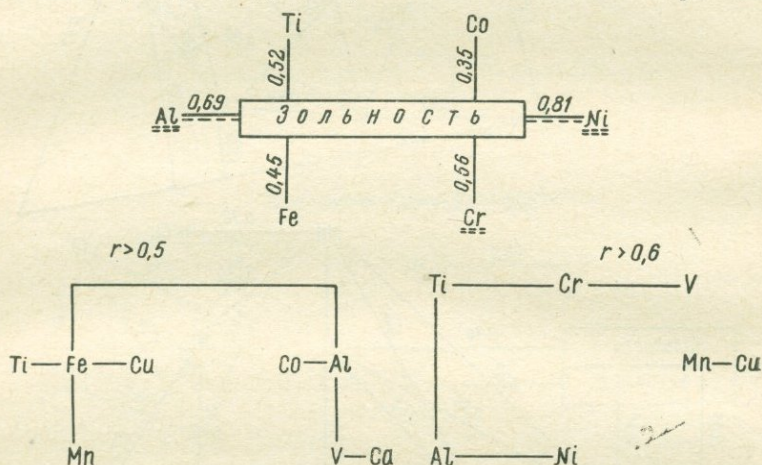 Ti Co
0,52 0,35
Al 0,69 Зольность 0,81 Ni
0,45 0,56
Fe Cr
r>0,5 r>0,6
Ti Cr V
Ti Fe Cu Co Al Mn Cu
Mn V Ca Al Ni